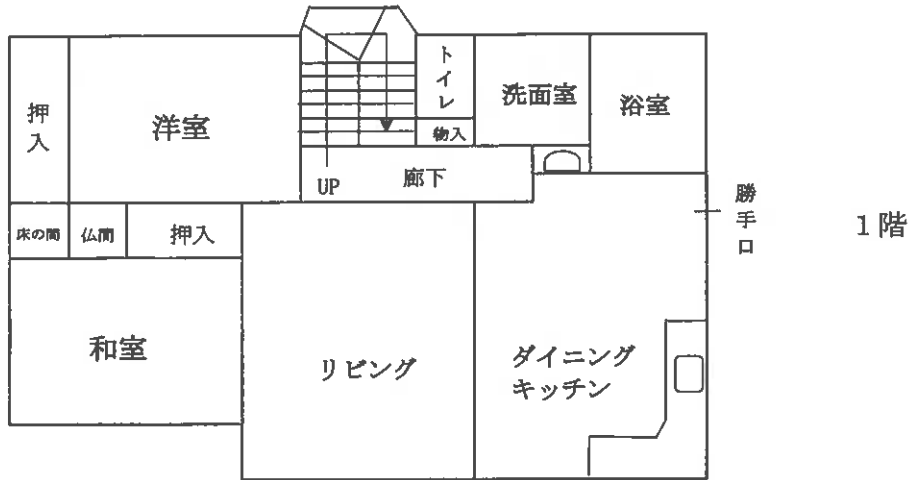 押入
洋室
トイレ
物入
洗面室
浴室
UP
廊下
勝手口
1階
床の間
仏間
押入
和室
リビング
ダイニング
キッチン